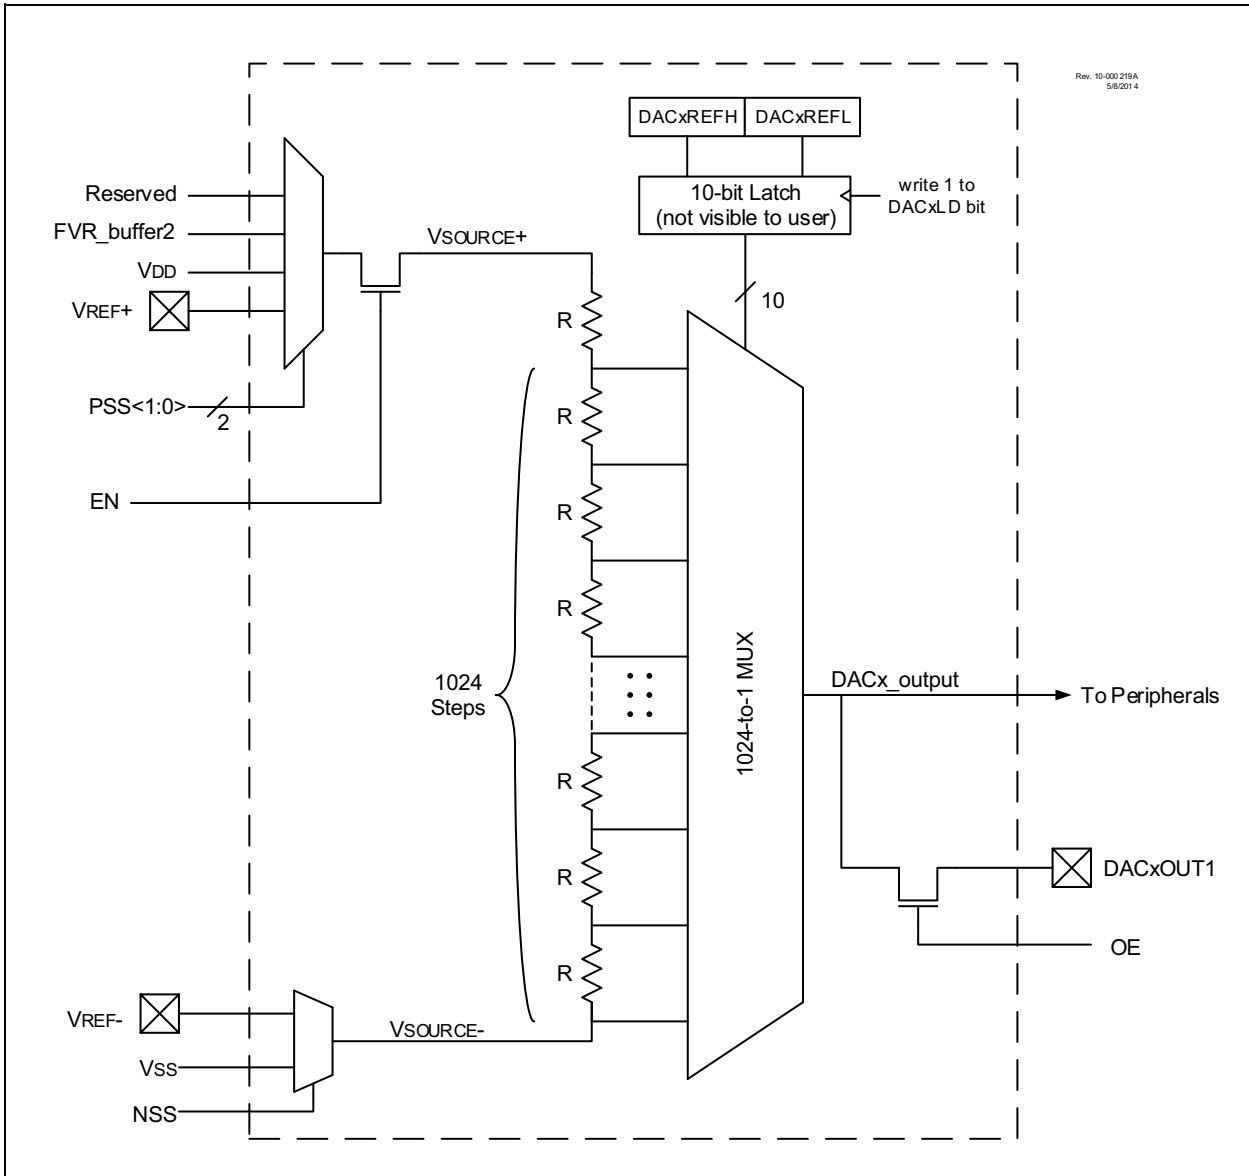 Rev. 10-000 219A
5/8/2014
DACxREFH DACxREFL
Reserved
10-bit Latch
(not visible to user)
write 1 to
DACxLD bit
FVR_buffer2
VSOURCE+
VDD
VREF+
10
R
PSS<1:0>
2
R
EN
R
R
1024
Steps
1024-to-1 MUX
DACx_output
To Peripherals
R
R
DACxOUT1
OE
R
VREF-
VSOURCE-
VSS
NSS